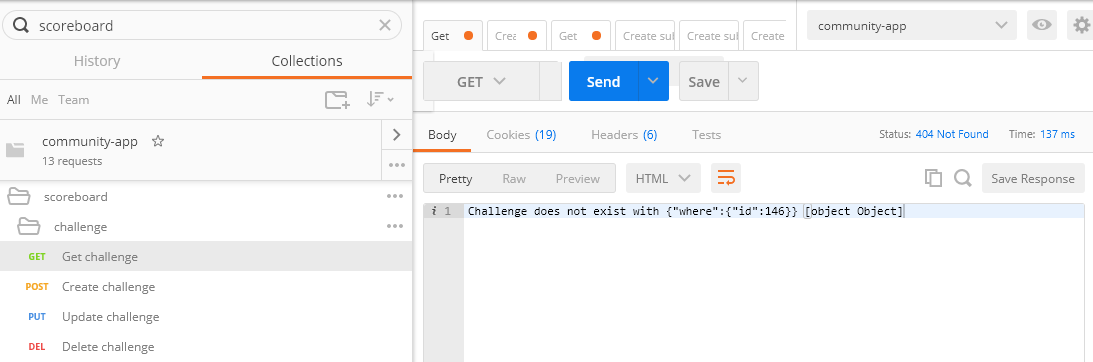 scoreboard
History
Collections
All Me Team
community-app
13 requests
scoreboard
challenge
GET Get challenge
POST Create challenge
PUT Update challenge
DEL Delete challenge
Get
Crea
Get
Create sul
Create sul
Create
community-app
GET
Send
Save
Body
Cookies (19)
Headers (6)
Tests
Status: 404 Not Found
Time: 137 ms
Pretty
Raw
Preview
HTML
Save Response
i 1 Challenge does not exist with {"where":{"id":146}} [object Object]